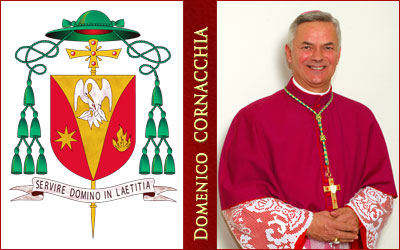 SERVIRE DOMINO IN LAETITIA
DOMENICO CORNACCHIA